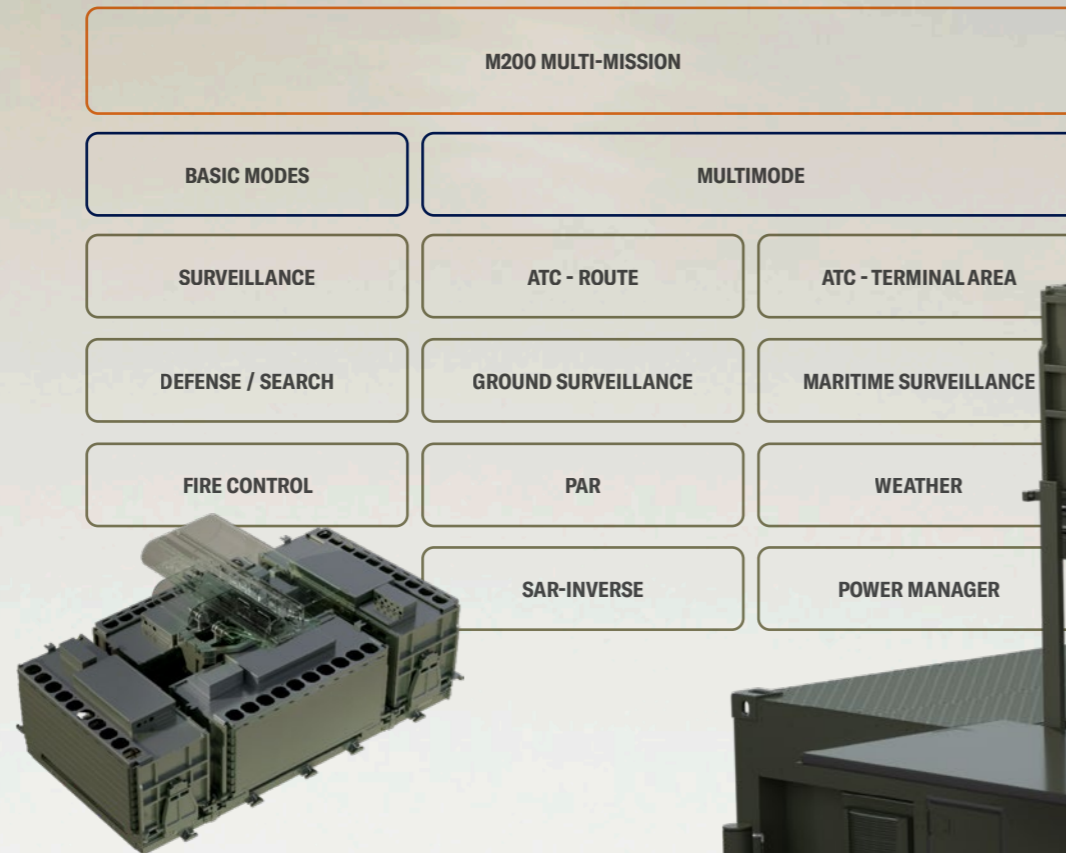 M200 MULTI-MISSION
BASIC MODES
MULTIMODE
SURVEILLANCE
ATC - ROUTE
ATC - TERMINAL AREA
DEFENSE / SEARCH
GROUND SURVEILLANCE
MARITIME SURVEILLANCE
FIRE CONTROL
PAR
WEATHER
SAR-INVERSE
POWER MANAGER